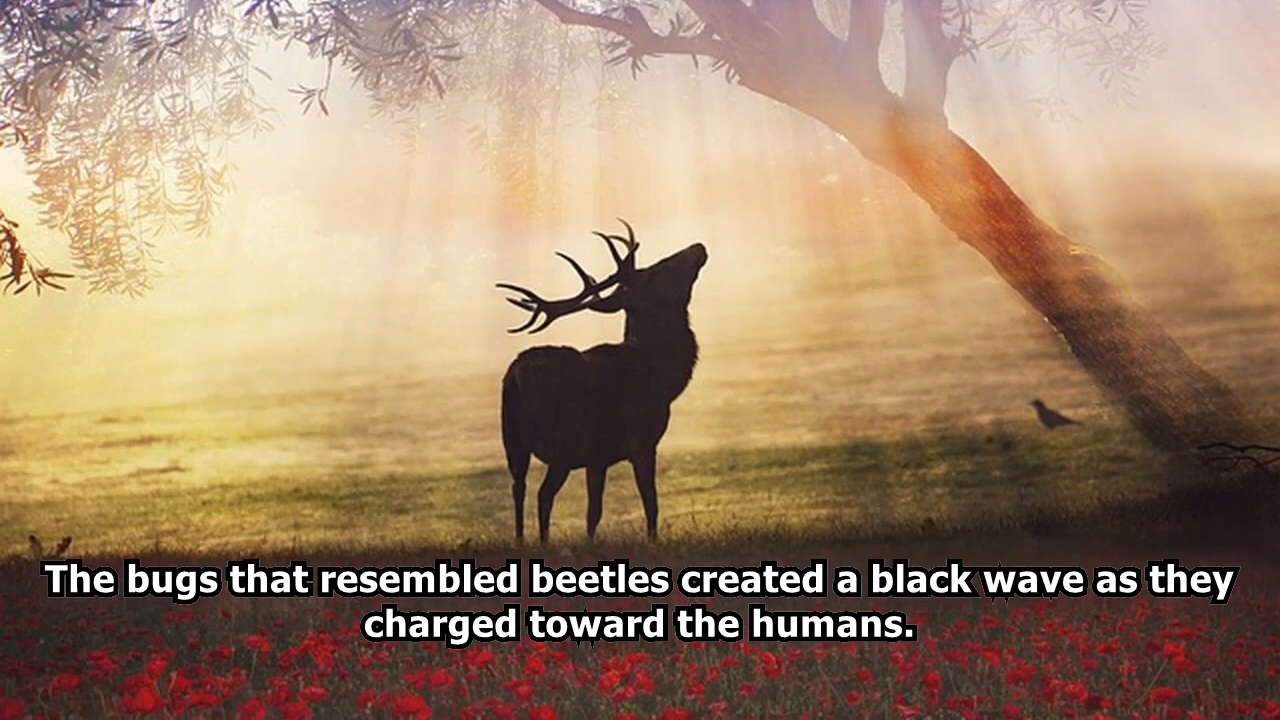 The bugs that resembled beetles created a black wave as they
charged toward the humans.